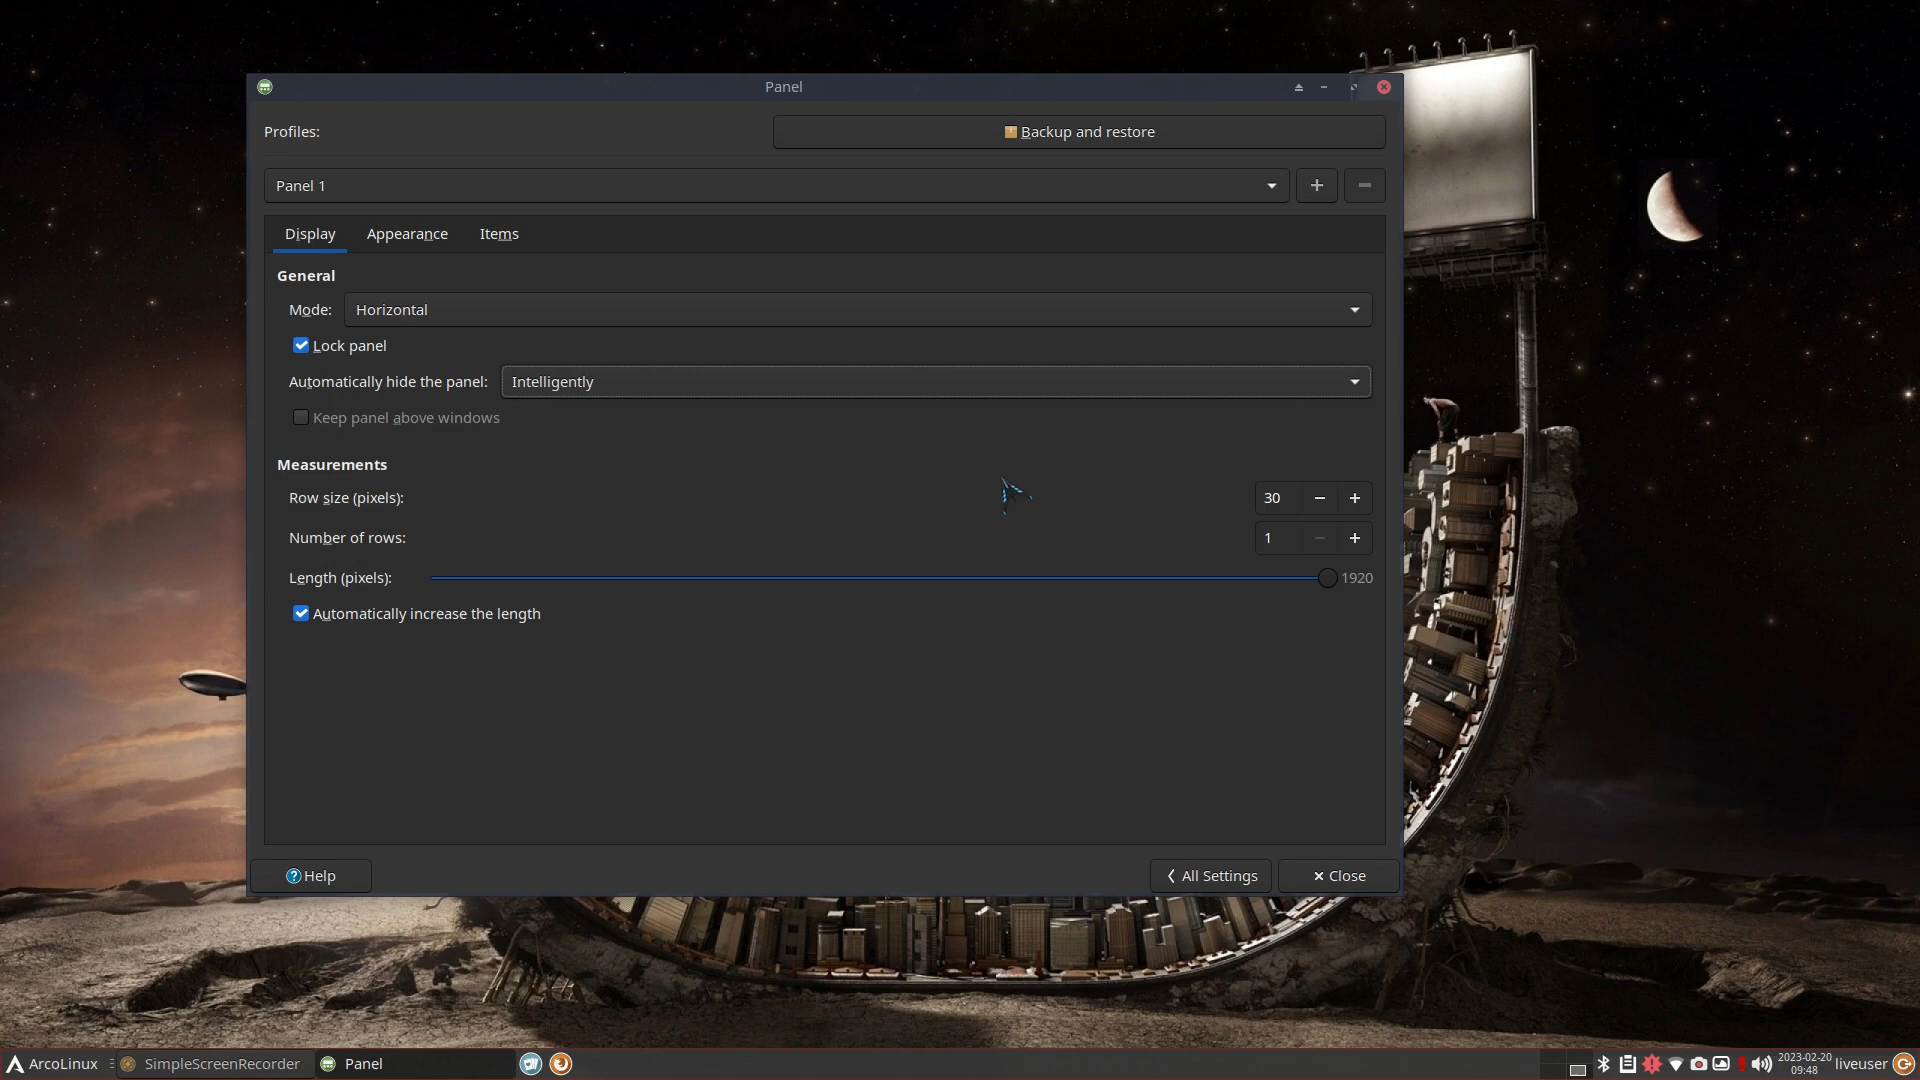 Panel
Profiles:
Backup and restore
Panel 1
Display
Appearance
Items
General
Mode:
Horizontal
Lock panel
Automatically hide the panel:
Intelligently
Keep panel above windows
Measurements
Row size (pixels):
30
Number of rows:
1
Length (pixels):
1920
Automatically increase the length
Help
All Settings
Close
ArcoLinux
SimpleScreenRecorder
Panel
2023-02-20
09:48
liveuser